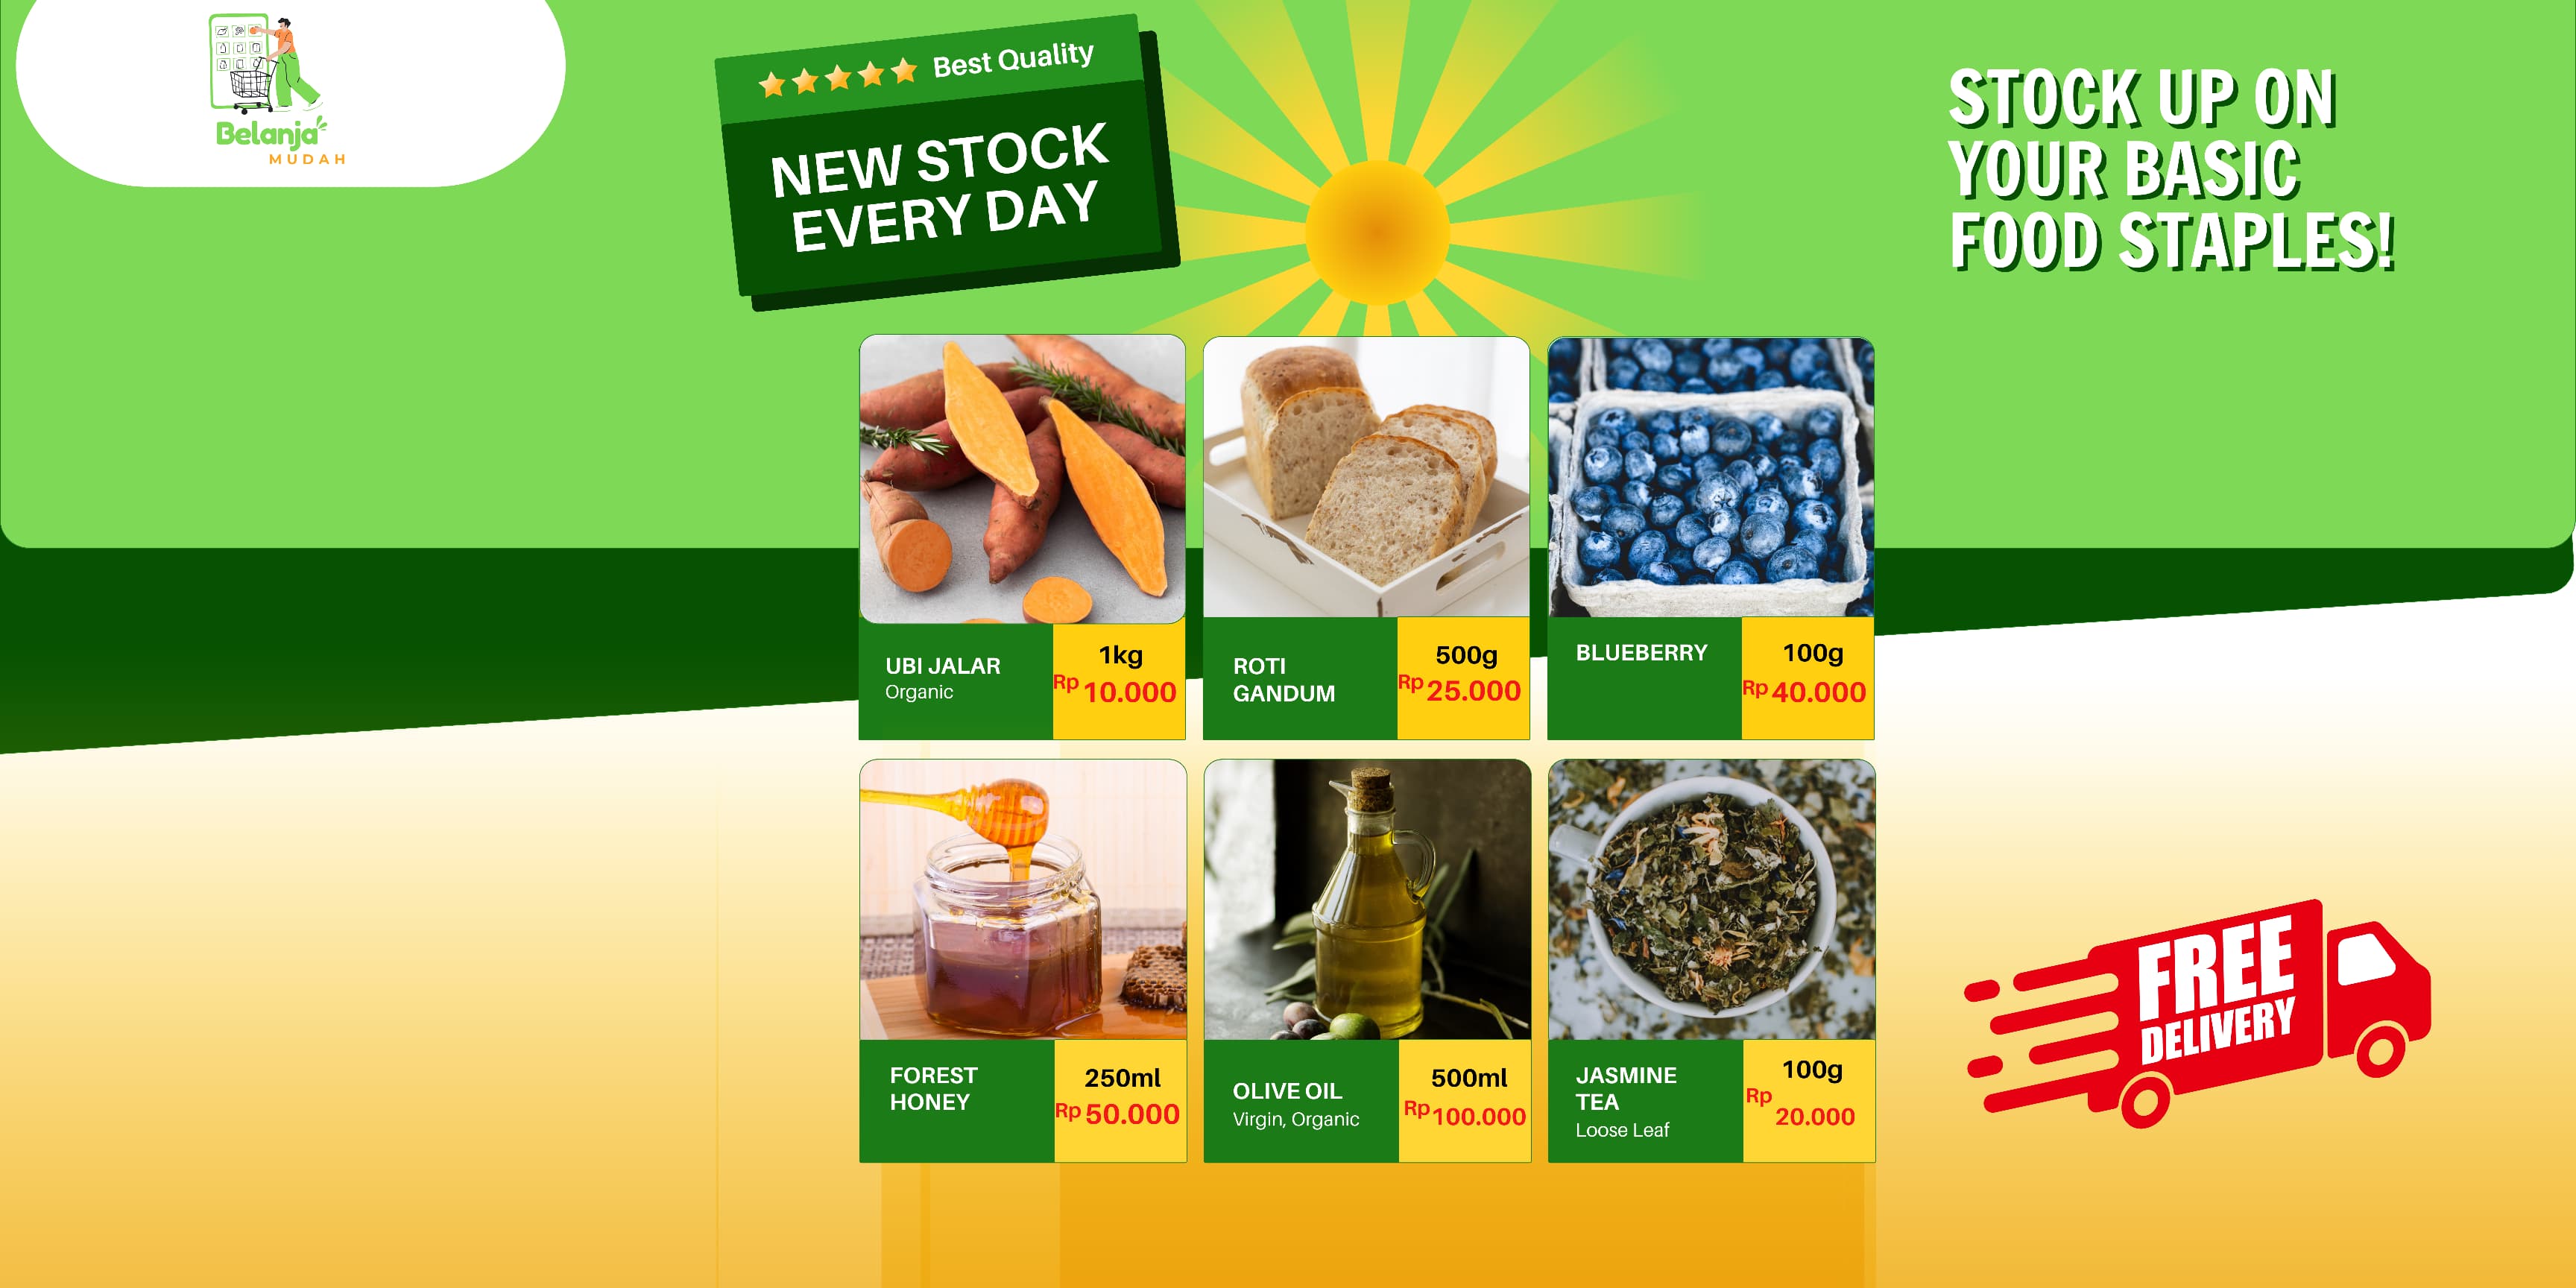 Belanja
MUDAH
Best Quality
NEW STOCK
EVERY DAY
STOCK UP ON
YOUR BASIC
FOOD STAPLES!
UBI JALAR
Organic
1kg
Rp 10.000
ROTI
GANDUM
500g
Rp 25.000
BLUEBERRY
100g
Rp 40.000
FOREST
HONEY
250ml
Rp 50.000
OLIVE OIL
Virgin, Organic
500ml
Rp 100.000
JASMINE
TEA
Loose Leaf
100g
Rp
20.000
FREE
DELIVERY